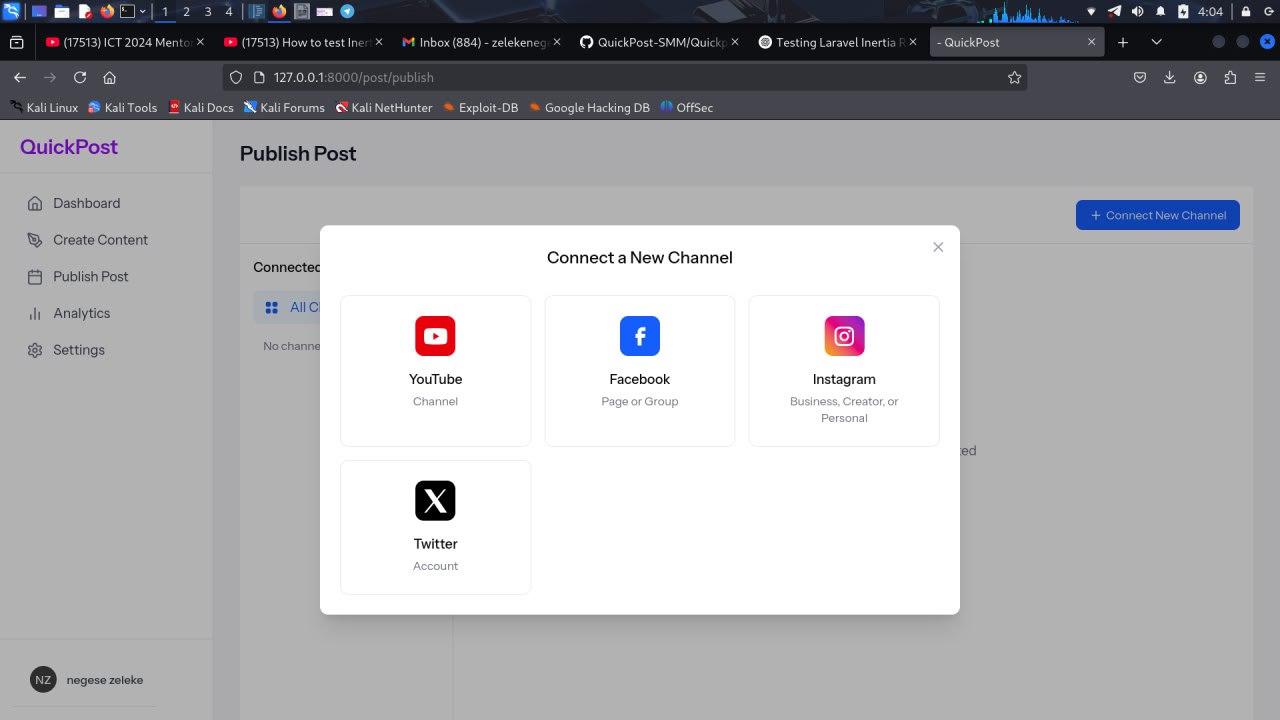 1 2 3 4 4:04
(17513) ICT 2024 Mento (17513) How to test Iner Inbox (884) - zelekeneg QuickPost-SMM/Quickp Testing Laravel Inertia R - QuickPost
127.0.0.1:8000/post/publish
Kali Linux Kali Tools Kali Docs Kali Forums Kali NetHunter Exploit-DB Google Hacking DB OffSec
QuickPost
Dashboard
Create Content
Publish Post
Analytics
Settings
NZ negese zeleke
Publish Post
+ Connect New Channel
Connected
All C
No channe
ted
Connect a New Channel
YouTube
Channel
Facebook
Page or Group
Instagram
Business, Creator, or
Personal
Twitter
Account